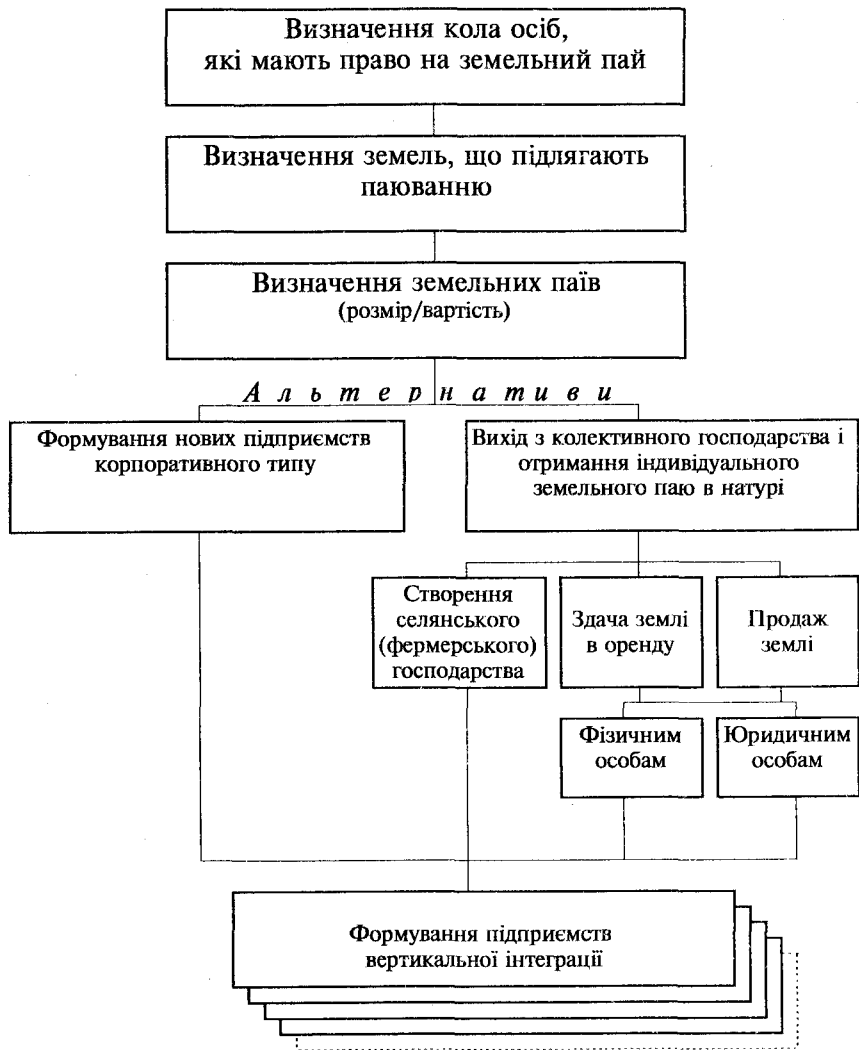 Визначення кола осіб,
які мають право на земельний пай
Визначення земель, що підлягають
паюванню
Визначення земельних паїв
(розмір/вартість)
Альтернативи
Формування нових підприємств
корпоративного типу
Вихід з колективного господарства і
отримання індивідуального
земельного паю в натурі
Створення
селянського
(фермерського)
господарства
Здача землі
в оренду
Продаж
землі
Фізичним
особам
Юридичним
особам
Формування підприємств
вертикальної інтеграції